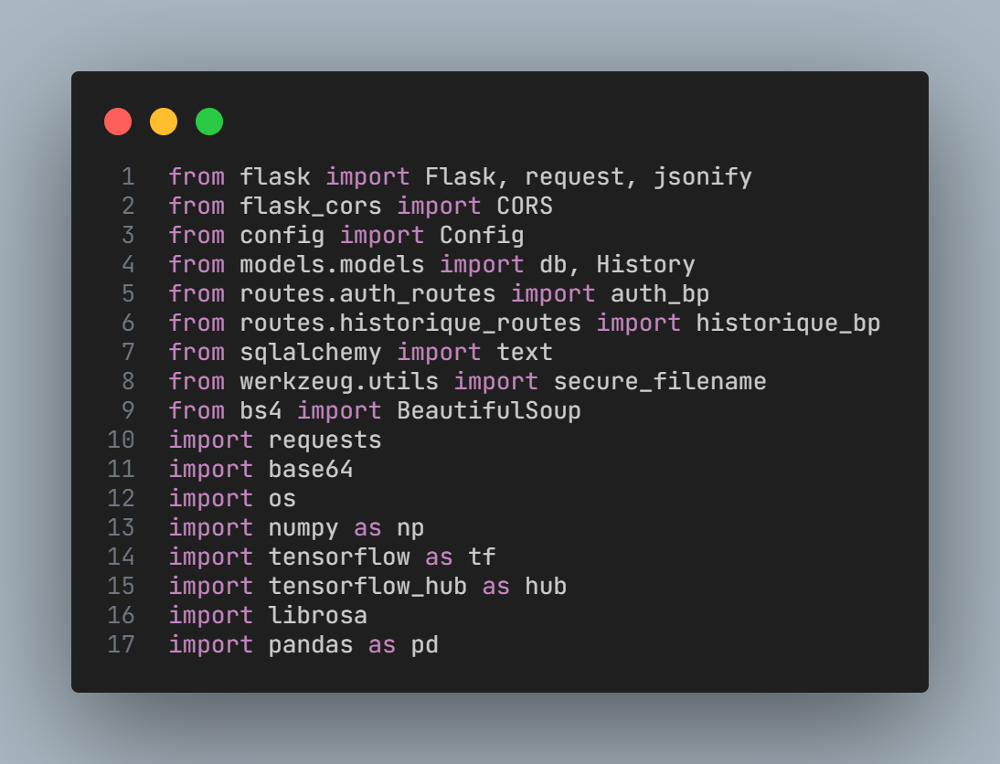 1 from flask import Flask, request, jsonify
2 from flask_cors import CORS
3 from config import Config
4 from models.models import db, History
5 from routes.auth_routes import auth_bp
6 from routes.historique_routes import historique_bp
7 from sqlalchemy import text
8 from werkzeug.utils import secure_filename
9 from bs4 import BeautifulSoup
10 import requests
11 import base64
12 import os
13 import numpy as np
14 import tensorflow as tf
15 import tensorflow_hub as hub
16 import librosa
17 import pandas as pd